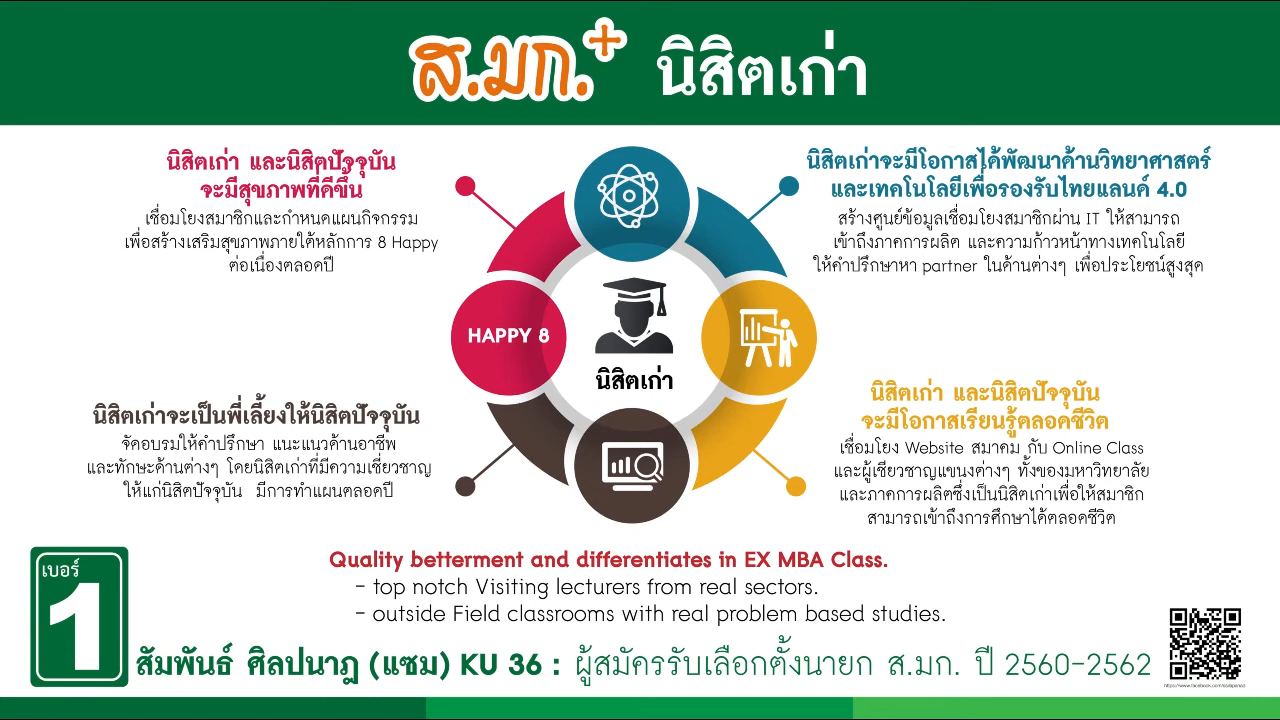 ส.มก.+ นิสิตเก่า
นิสิตเก่า และนิสิตปัจจุบัน
จะมีสุขภาพที่ดีขึ้น
เชื่อมโยงสมาชิกและกำหนดแผนกิจกรรม
เพื่อสร้างเสริมสุขภาพภายใต้หลักการ 8 Happy
ต่อเนื่องตลอดปี
นิสิตเก่าจะมีโอกาสได้พัฒนาด้านวิทยาศาสตร์
และเทคโนโลยีเพื่อรองรับไทยแลนด์ 4.0
สร้างศูนย์ข้อมูลเชื่อมโยงสมาชิกผ่าน IT ให้สามารถ
เข้าถึงภาคการผลิต และความก้าวหน้าทางเทคโนโลยี
ให้คำปรึกษาหา partner ในด้านต่างๆ เพื่อประโยชน์สูงสุด
HAPPY 8
นิสิตเก่า
นิสิตเก่าจะเป็นพี่เลี้ยงให้นิสิตปัจจุบัน
จัดอบรมให้คำปรึกษา แนะแนวด้านอาชีพ
และทักษะด้านต่างๆ โดยนิสิตเก่าที่มีความเชี่ยวชาญ
ให้แก่นิสิตปัจจุบัน มีการทำแผนตลอดปี
นิสิตเก่า และนิสิตปัจจุบัน
จะมีโอกาสเรียนรู้ตลอดชีวิต
เชื่อมโยง Website สมาคม กับ Online Class
และผู้เชียวชาญแขนงต่างๆ ทั้งของมหาวิทยาลัย
และภาคการผลิตซึ่งเป็นนิสิตเก่าเพื่อให้สมาชิก
สามารถเข้าถึงการศึกษาได้ตลอดชีวิต
Quality betterment and differentiates in EX MBA Class.
- top notch Visiting lecturers from real sectors.
- outside Field classrooms with real problem based studies.
เบอร์
1
สัมพันธ์ ศิลปนาฎ (แซม) KU 36 : ผู้สมัครรับเลือกตั้งนายก ส.มก. ปี 2560-2562